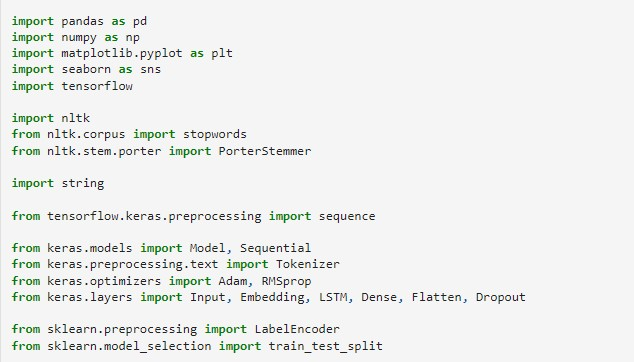 import pandas as pd
import numpy as np
import matplotlib.pyplot as plt
import seaborn as sns
import tensorflow
import nltk
from nltk.corpus import stopwords
from nltk.stem.porter import PorterStemmer
import string
from tensorflow.keras.preprocessing import sequence
from keras.models import Model, Sequential
from keras.preprocessing.text import Tokenizer
from keras.optimizers import Adam, RMSprop
from keras.layers import Input, Embedding, LSTM, Dense, Flatten, Dropout
from sklearn.preprocessing import LabelEncoder
from sklearn.model_selection import train_test_split